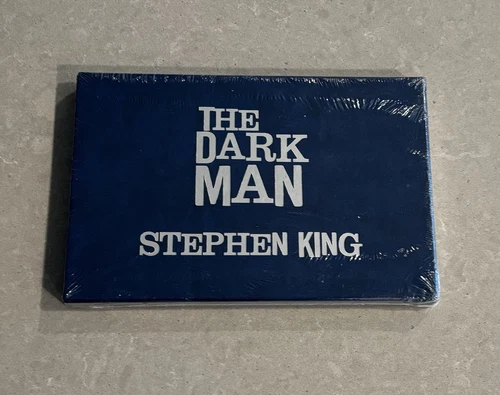 THE
DARK
MAN
STEPHEN KING